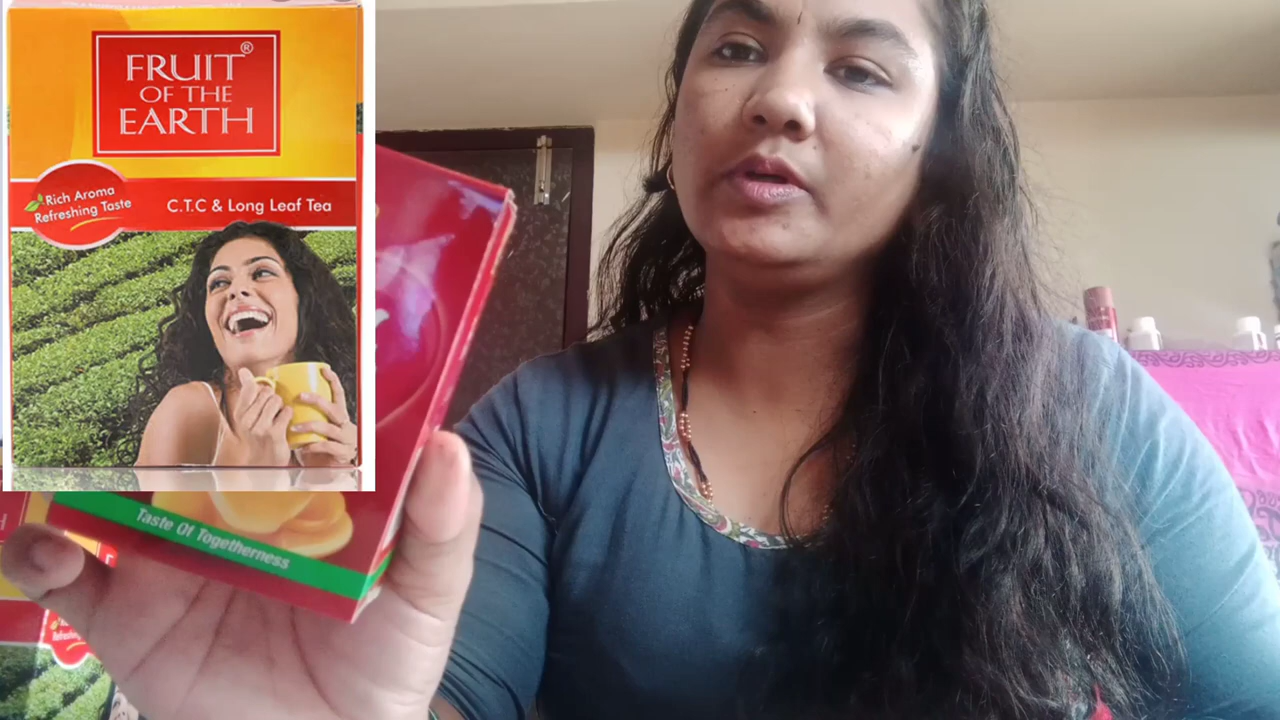 FRUIT®
OF THE
EARTH
Rich Aroma
Refreshing Taste
C.T.C & Long Leaf Tea
Taste Of Togetherness